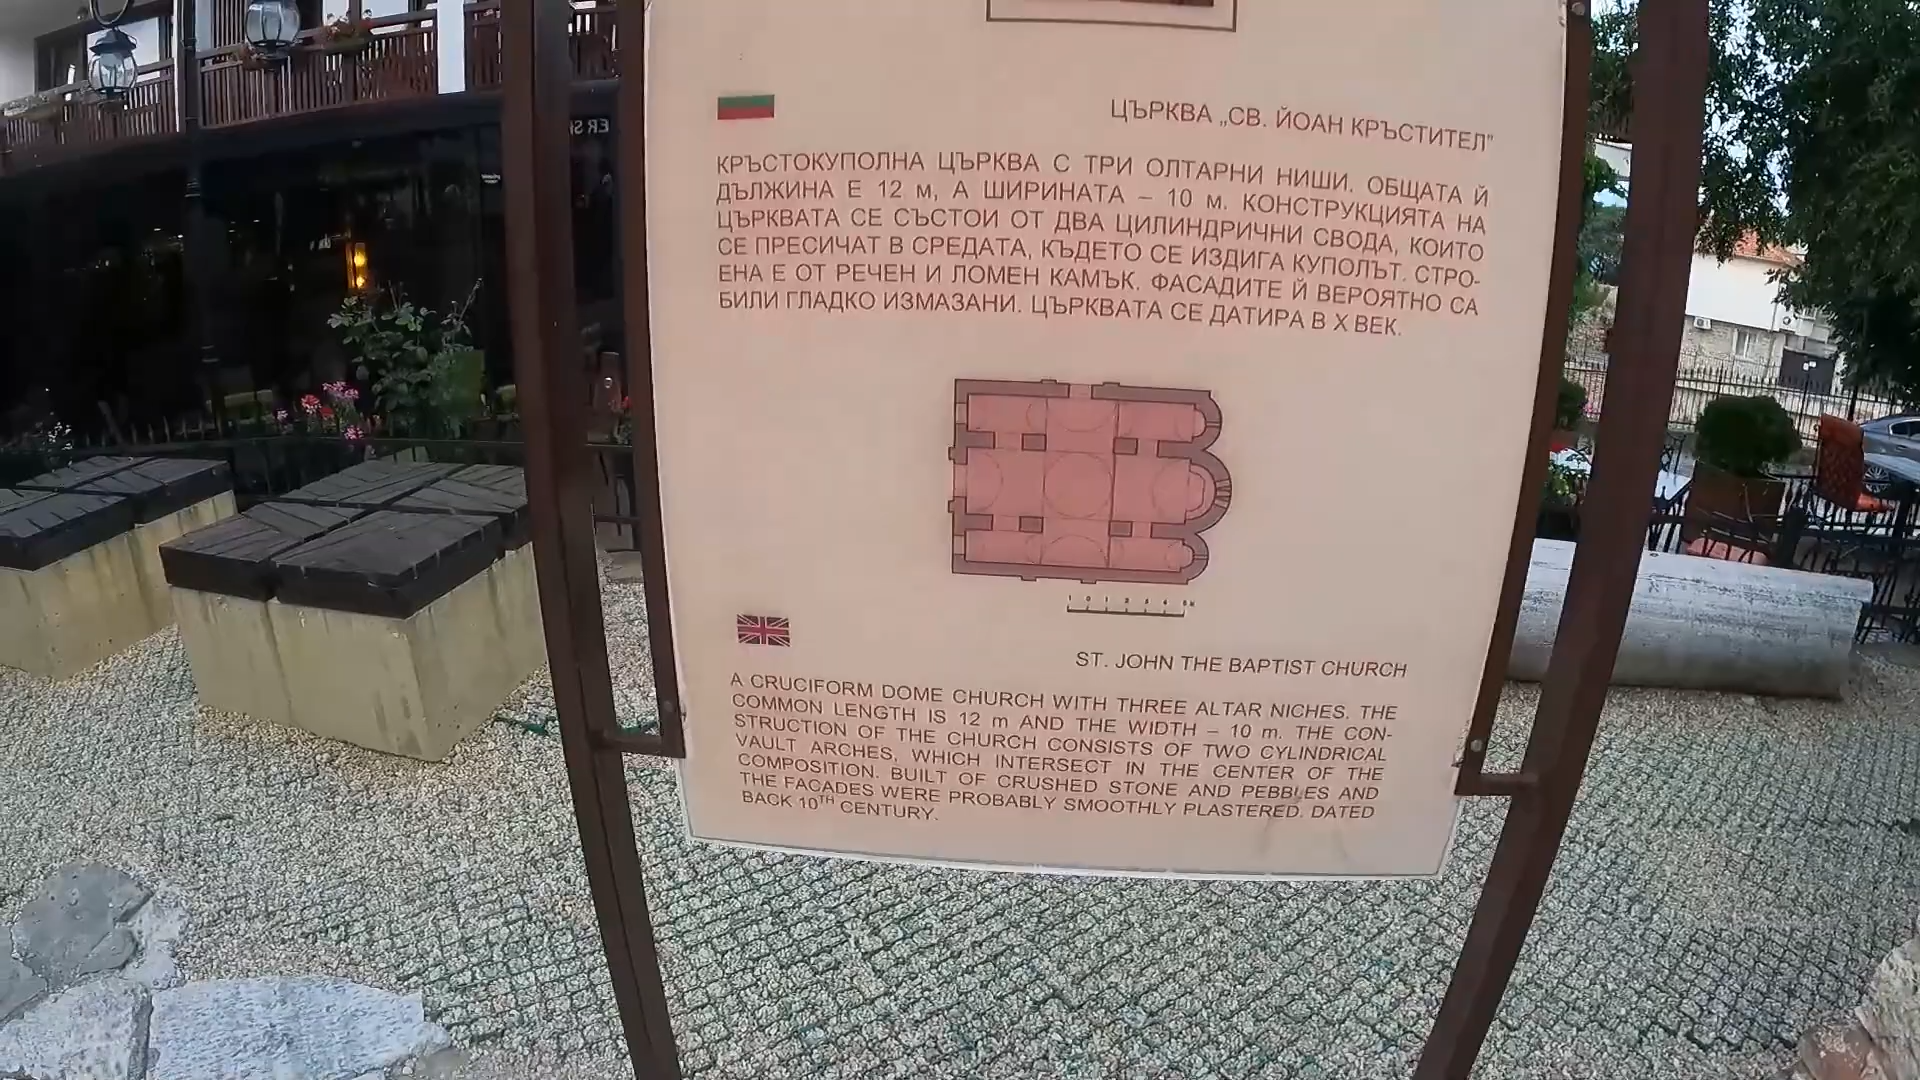 ЦЪРКВА „СВ. ЙОАН КРЪСТИТЕЛ"
КРЪСТОКУПОЛНА ЦЪРКВА С ТРИ ОЛТАРНИ НИШИ. ОБЩАТА Й
ДЪЛЖИНА Е 12 м, А ШИРИНАТА – 10 м. КОНСТРУКЦИЯТА НА
ЦЪРКВАТА СЕ СЪСТОИ ОТ ДВА ЦИЛИНДРИЧНИ СВОДА, КОИТО
СЕ ПРЕСИЧАТ В СРЕДАТА, КЪДЕТО СЕ ИЗДИГА КУПОЛЪТ. СТРО-
ЕНА Е ОТ РЕЧЕН И ЛОМЕН КАМЪК. ФАСАДИТЕ Й ВЕРОЯТНО СА
БИЛИ ГЛАДКО ИЗМАЗАНИ. ЦЪРКВАТА СЕ ДАТИРА В X ВЕК.
ST. JOHN THE BAPTIST CHURCH
A CRUCIFORM DOME CHURCH WITH THREE ALTAR NICHES. THE
COMMON LENGTH IS 12 m AND THE WIDTH – 10 m. THE CON-
STRUCTION OF THE CHURCH CONSISTS OF TWO CYLINDRICAL
VAULT ARCHES, WHICH INTERSECT IN THE CENTER OF THE
COMPOSITION. BUILT OF CRUSHED STONE AND PEBBLES AND
THE FACADES WERE PROBABLY SMOOTHLY PLASTERED. DATED
BACK 10TH CENTURY.